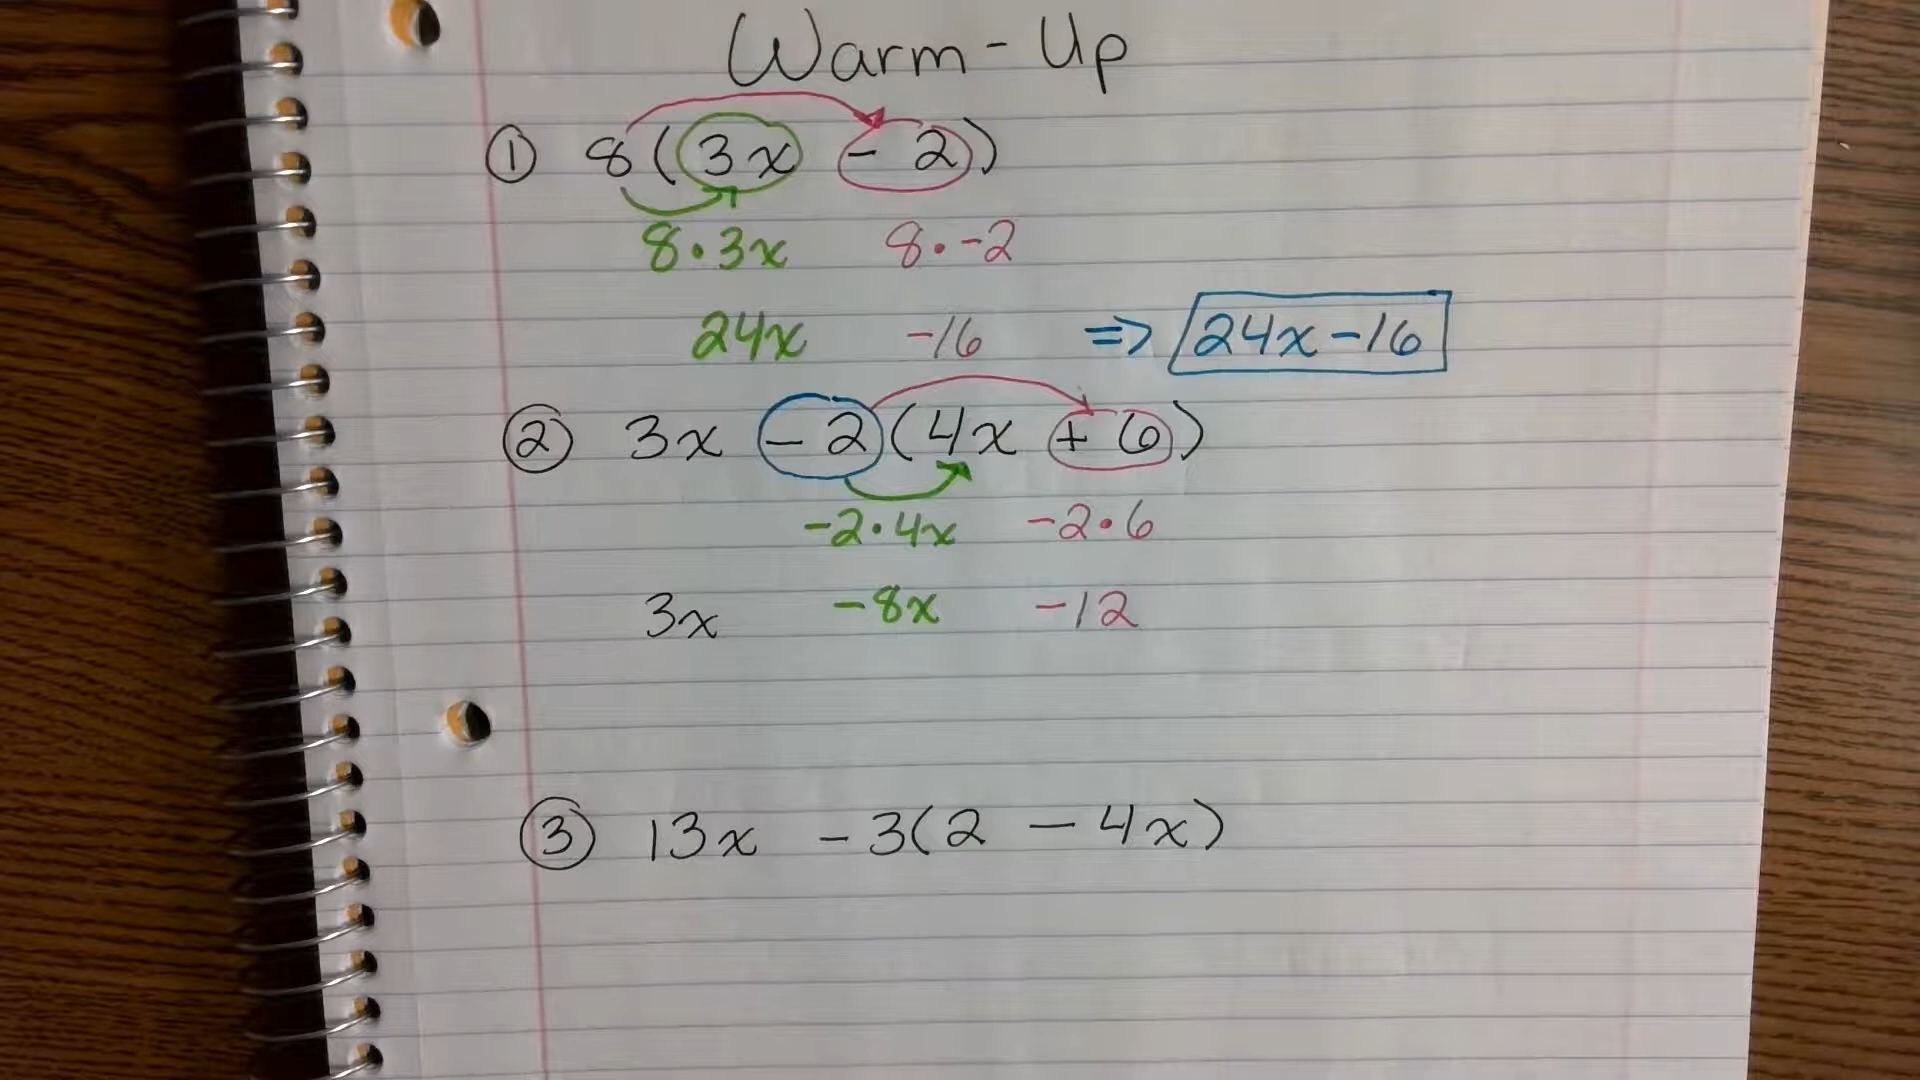 Warm-Up
① 8(3x - 2)
8·3x 8·-2
24x -16 => 24x-16
② 3x -2(4x + 6)
-2·4x -2·6
3x -8x -12
③ 13x -3(2 - 4x)